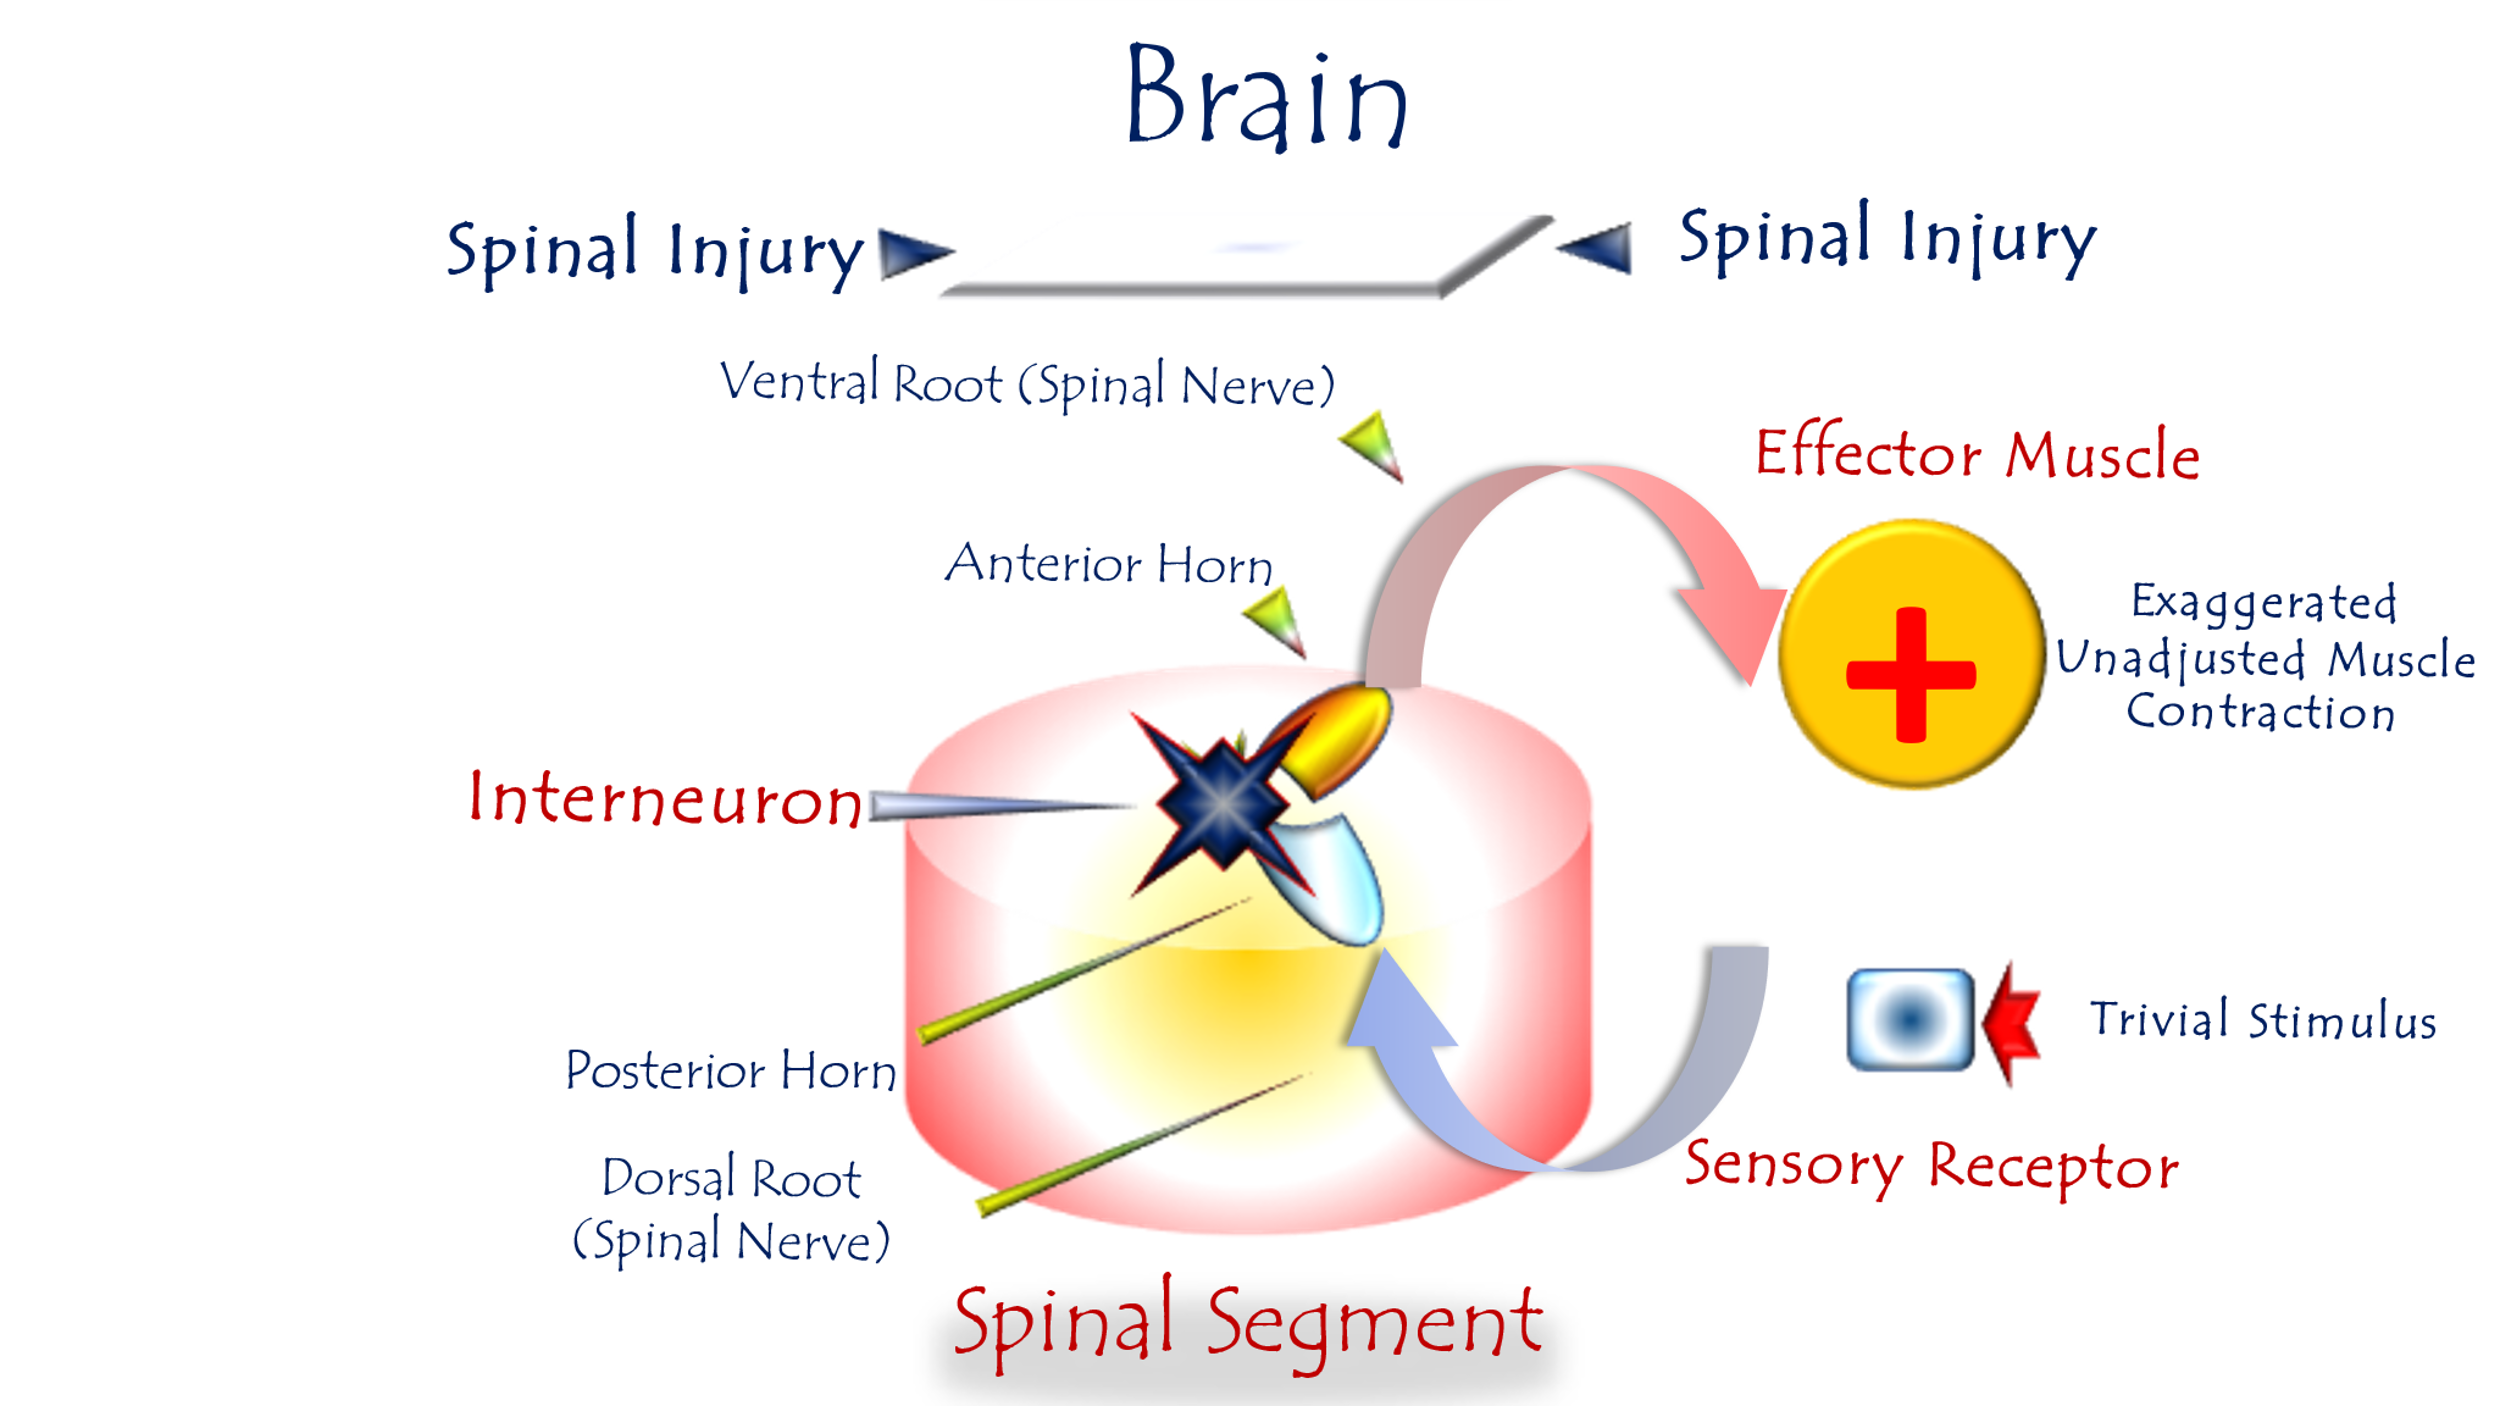 Brain
Spinal Injury
Spinal Injury
Ventral Root (Spinal Nerve)
Effector Muscle
Anterior Horn
Exaggerated
Unadjusted Muscle
Contraction
Interneuron
Trivial Stimulus
Posterior Horn
Sensory Receptor
Dorsal Root
(Spinal Nerve)
Spinal Segment